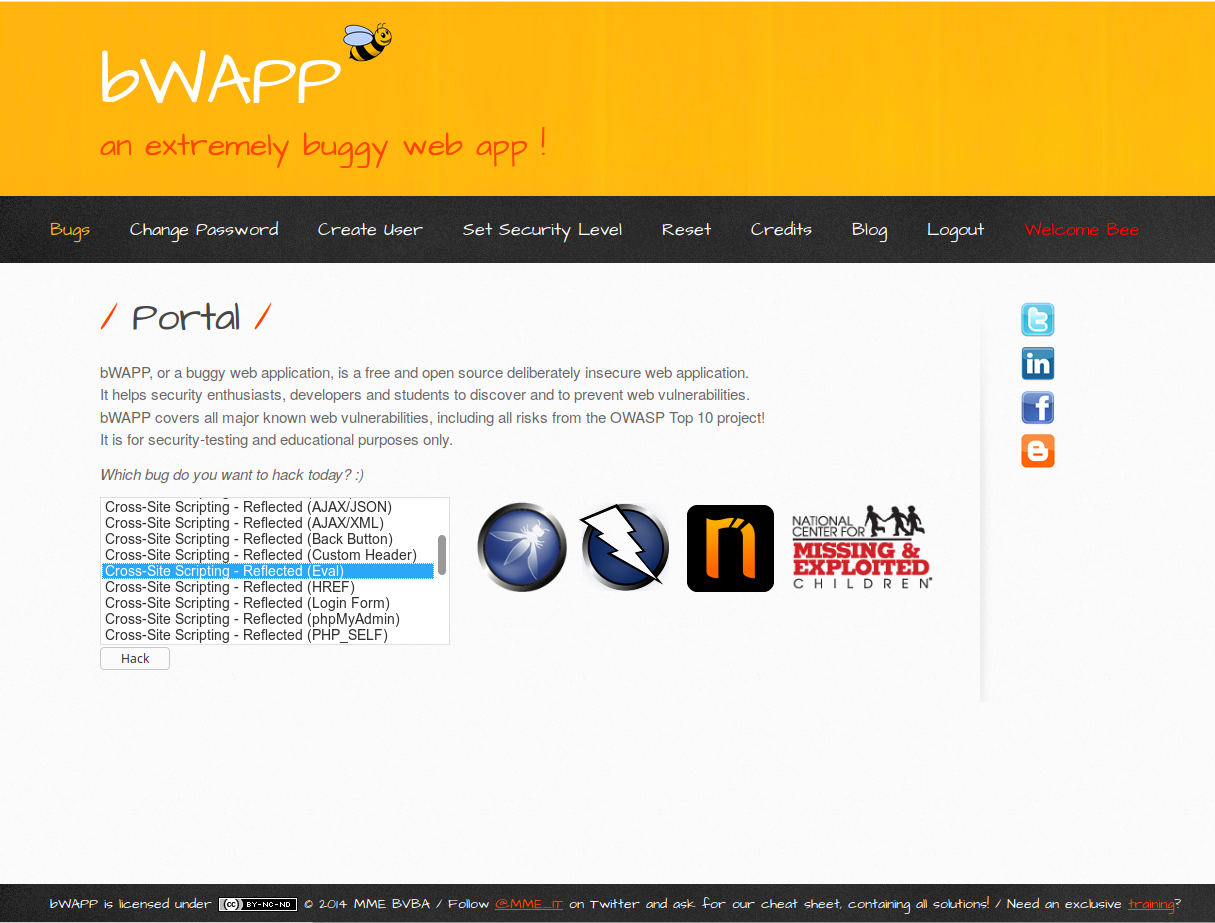 bWAPP
an extremely buggy web app !
Bugs Change Password Create User Set Security Level Reset Credits Blog Logout Welcome Bee
/ Portal /
bWAPP, or a buggy web application, is a free and open source deliberately insecure web application.
It helps security enthusiasts, developers and students to discover and to prevent web vulnerabilities.
bWAPP covers all major known web vulnerabilities, including all risks from the OWASP Top 10 project!
It is for security-testing and educational purposes only.
Which bug do you want to hack today? :)
Cross-Site Scripting - Reflected (AJAX/JSON)
Cross-Site Scripting - Reflected (AJAX/XML)
Cross-Site Scripting - Reflected (Back Button)
Cross-Site Scripting - Reflected (Custom Header)
Cross-Site Scripting - Reflected (Eval)
Cross-Site Scripting - Reflected (HREF)
Cross-Site Scripting - Reflected (Login Form)
Cross-Site Scripting - Reflected (phpMyAdmin)
Cross-Site Scripting - Reflected (PHP_SELF)
Hack
NATIONAL
CENTER FOR
MISSING &
EXPLOITED
CHILDREN®
bWAPP is licensed under (cc) BY-NC-ND © 2014 MME BVBA / Follow @MME_IT on Twitter and ask for our cheat sheet, containing all solutions! / Need an exclusive training?